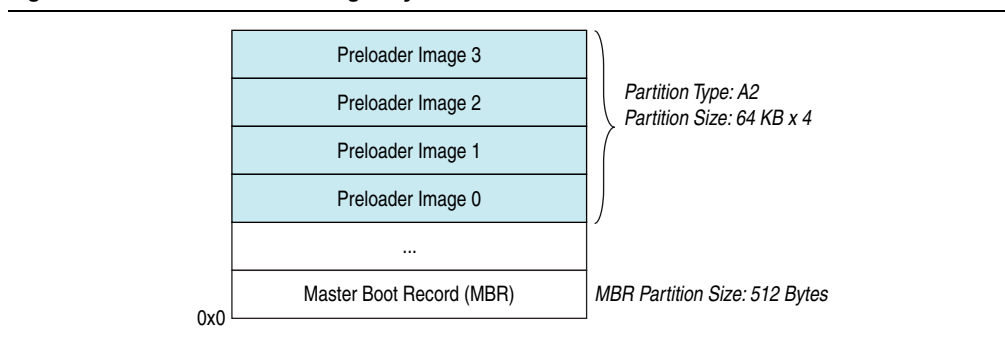 Preloader Image 3
Preloader Image 2
Preloader Image 1
Preloader Image 0
...
Master Boot Record (MBR)
0x0
Partition Type: A2
Partition Size: 64 KB x 4
MBR Partition Size: 512 Bytes